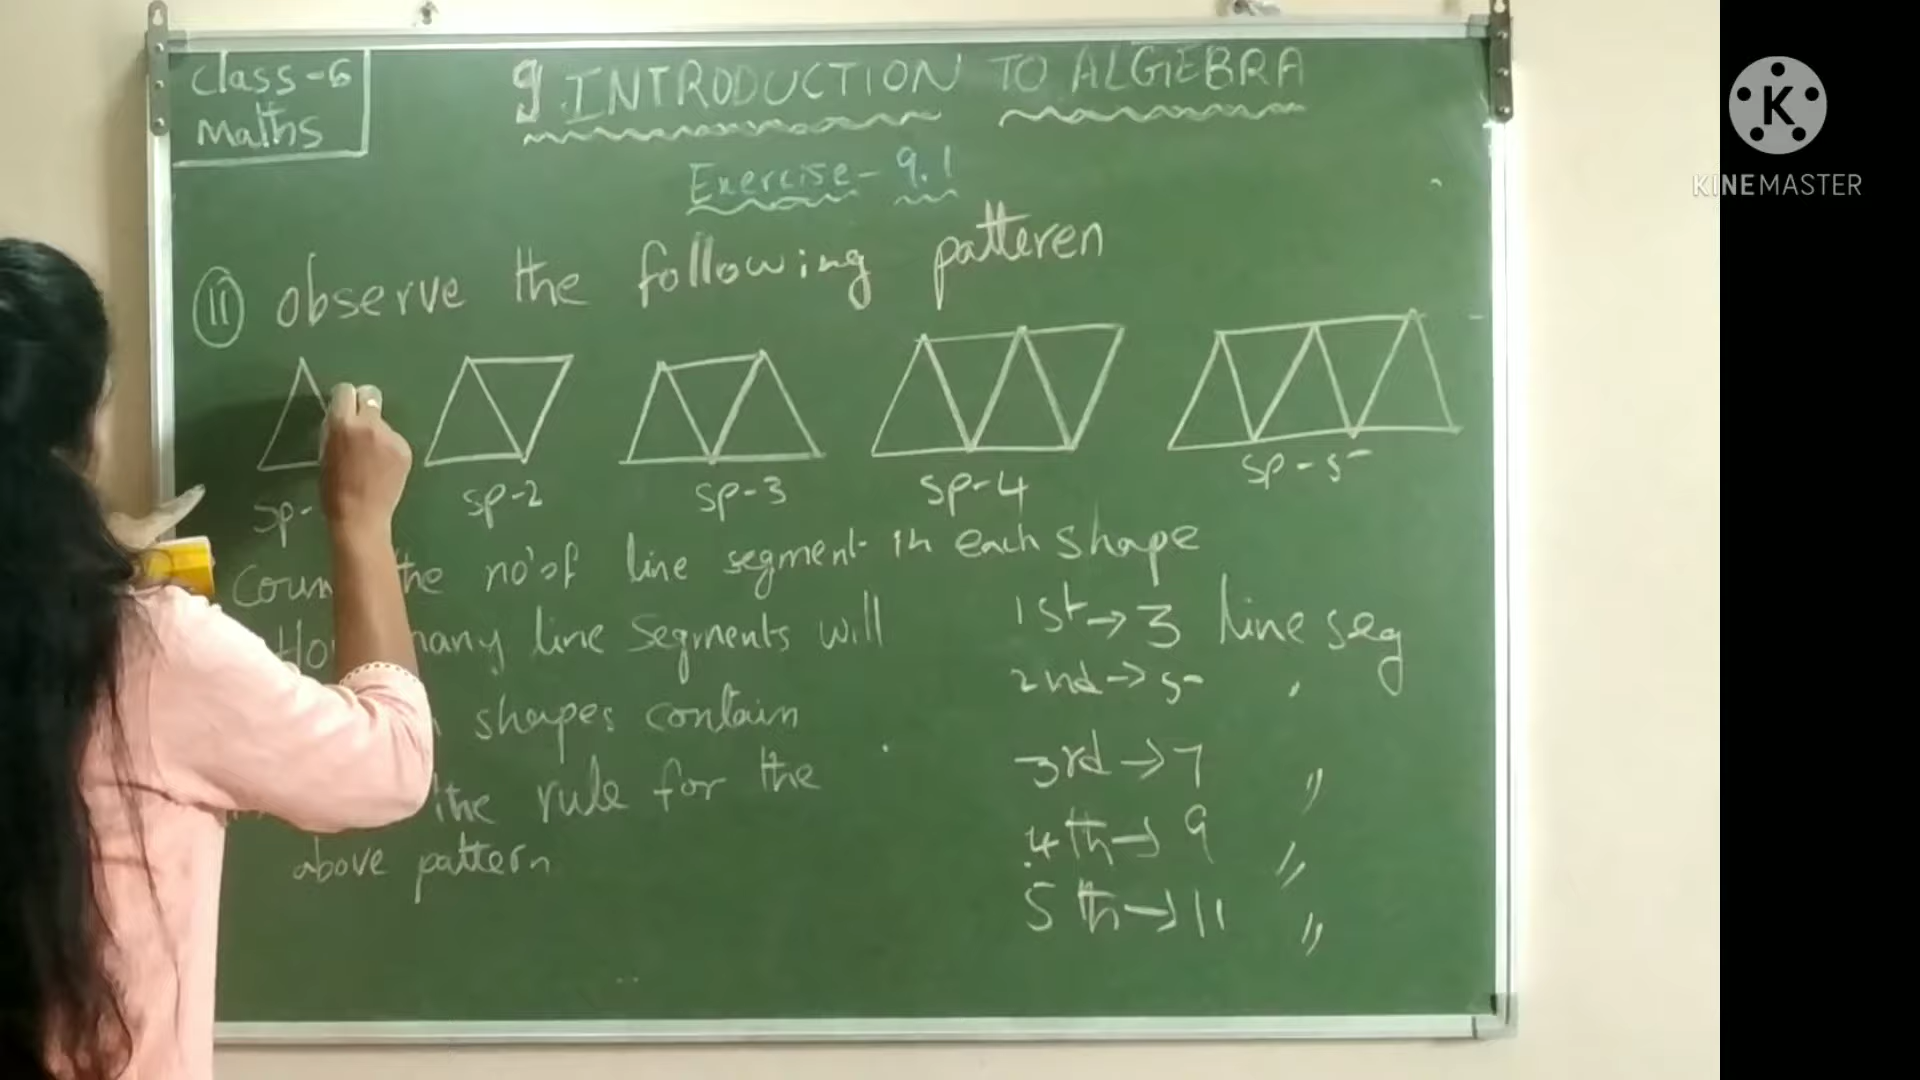 Class-6
Maths
9 INTRODUCTION TO ALGEBRA
Exercise-9.1
11 Observe the following patteren
sp- sp-2 sp-3 sp-4 sp-5
the no'of line segment in each shape
many line segments will
shapes contain
the rule for the
above pattern
1st→3 line seg
2nd→5
3rd→7 "
4th→9 "
5th→11 "
K
KINEMASTER